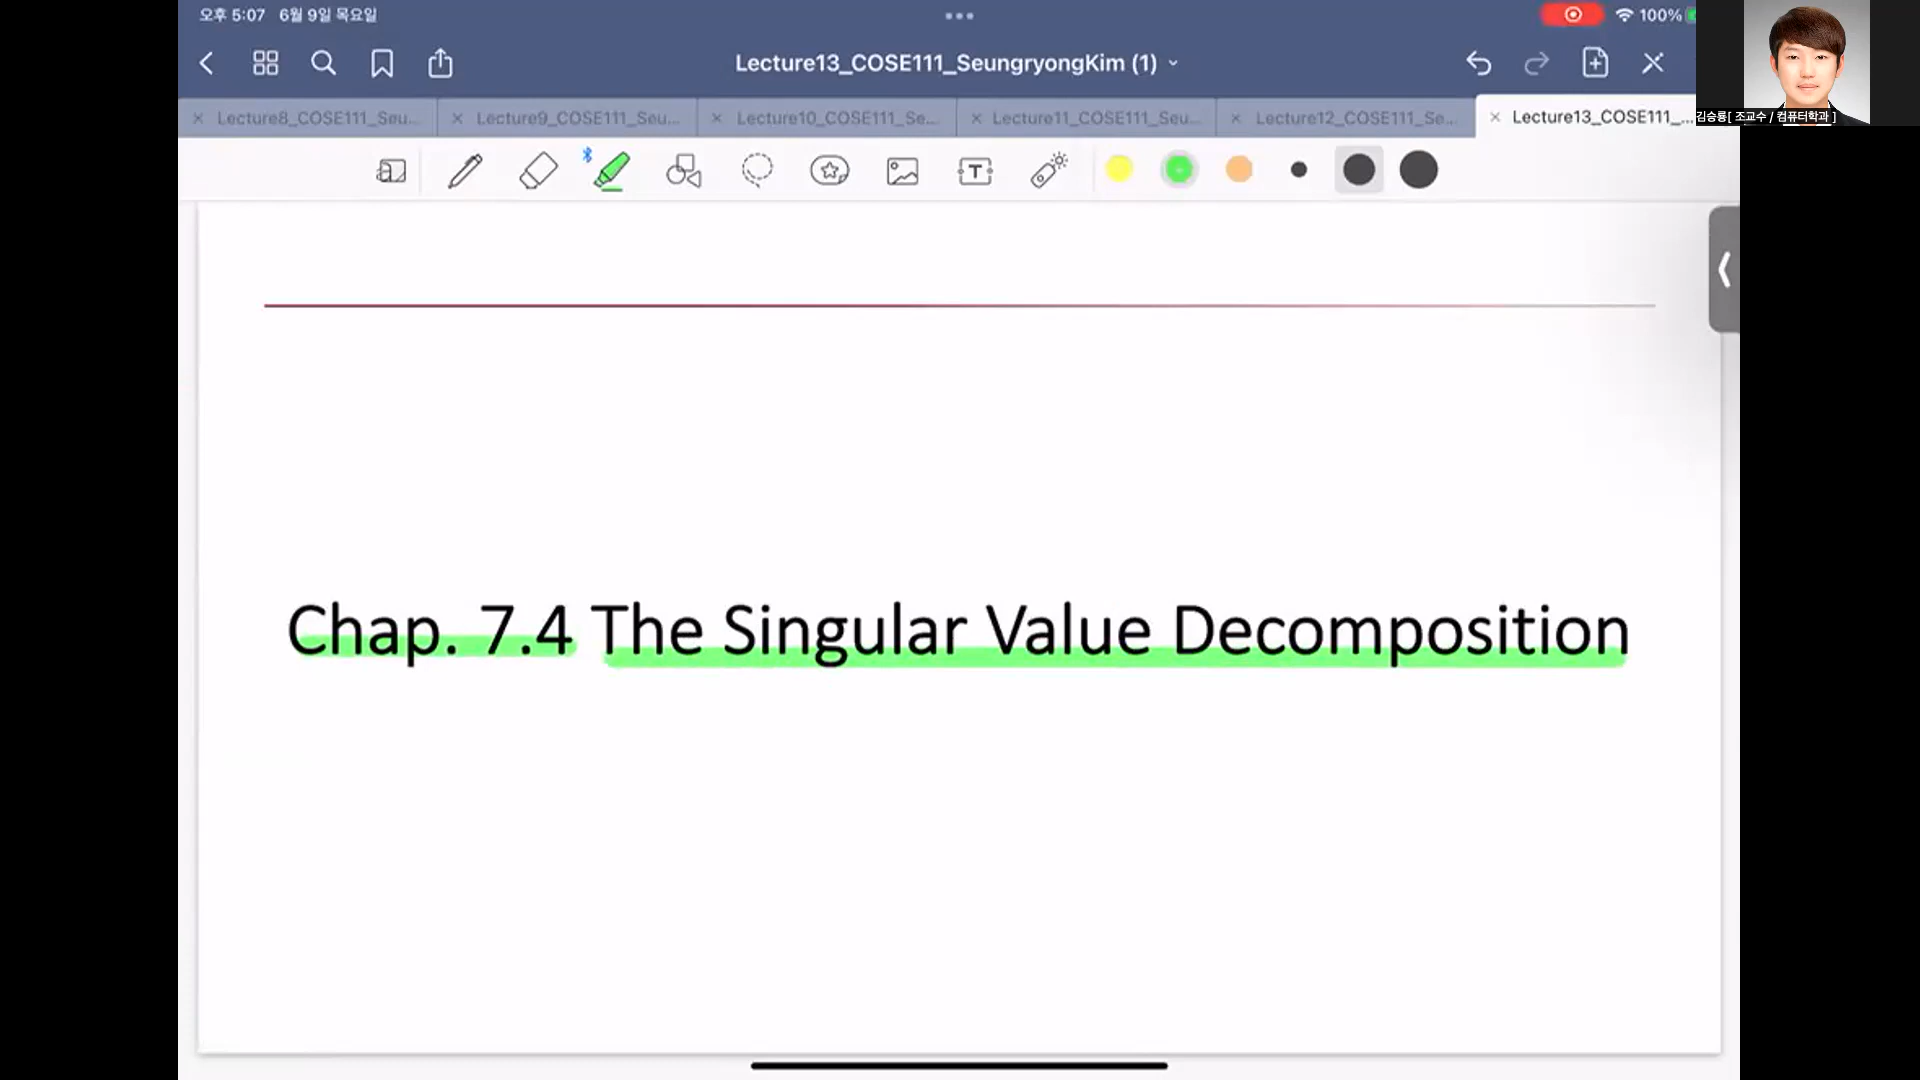 오후 5:07 6월 9일 목요일
100%
Lecture13_COSE111_SeungryongKim (1)
Lecture8_COSE111_Seu...
Lecture9_COSE111_Seu...
Lecture10_COSE111_Se...
Lecture11_COSE111_Seu...
Lecture12_COSE111_Se...
Lecture13_COSE111_...
김승룡[ 조교수 / 컴퓨터학과 ]
T
Chap. 7.4 The Singular Value Decomposition